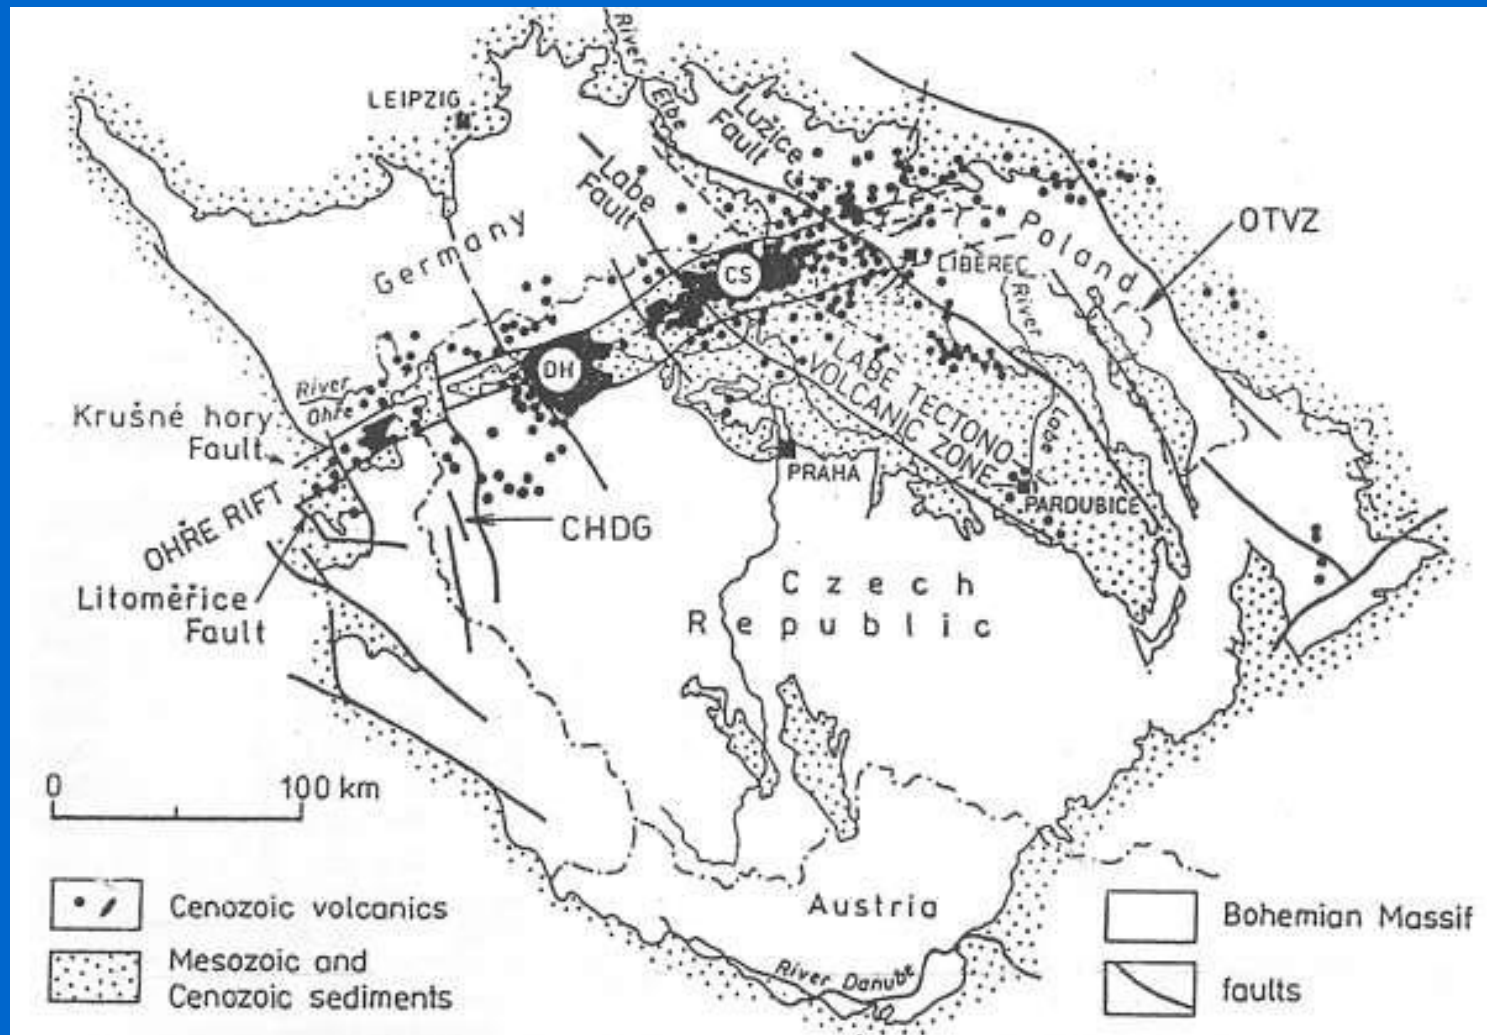 River
LEIPZIG
Elbe
Lužice
Fault
Labe
Fault
Germany
Poland
OTVZ
CS
LIBEREC
River
DH
LABE TECTONO-
VOLCANIC ZONE
River
Ohře
Labe
Krušné hory
Fault
PRAHA
PARDUBICE
OHŘE RIFT
CHDG
Litoměřice
Fault
Czech
Republic
0 100 km
Austria
River Danube
Cenozoic volcanics
Mesozoic and
Cenozoic sediments
Bohemian Massif
faults